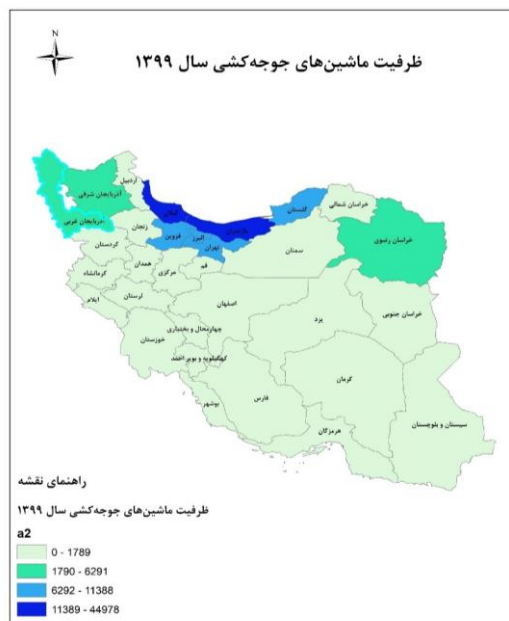 N
ظرفیت ماشین‌های جوجه‌کشی سال ۱۳۹۹
اردبیل
آذربایجان شرقی
دربایجان غربی
گیلان
زنجان
کردستان
قزوین
البرز
تهران
مازندران
گلستان
خراسان شمالی
خراسان رضوی
سمنان
قم
همدان
مرکزی
کرمانشاه
لرستان
ایلام
اصفهان
یزد
خراسان جنوبی
چهارمحال و بختیاری
خوزستان
کهگیلویه و بویر احمد
فارس
کرمان
بوشهر
هرمزگان
سیستان و بلوچستان
راهنمای نقشه
ظرفیت ماشین‌های جوجه‌کشی سال ۱۳۹۹
a2
0 - 1789
1790 - 6291
6292 - 11388
11389 - 44978